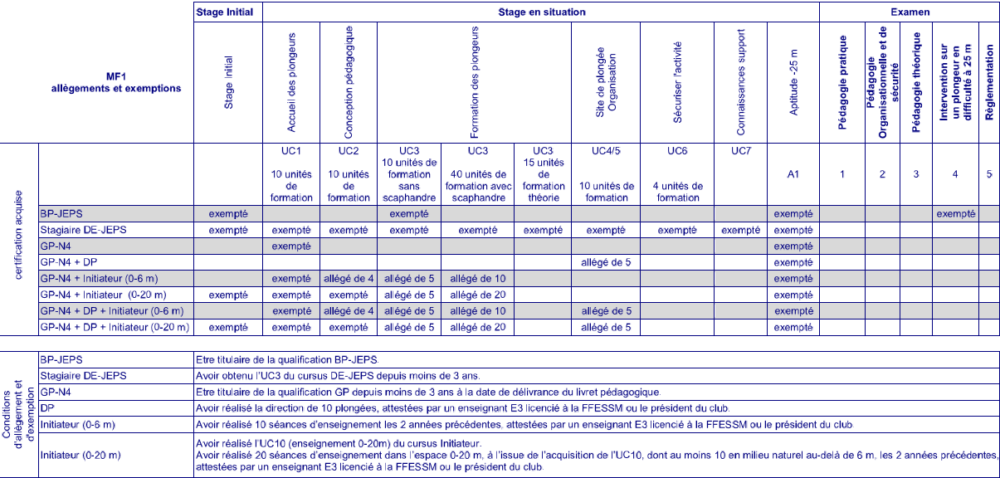 Stage Initial Stage en situation Examen
MF1
allègements et exemptions
Stage Initial
Accueil des plongeurs
Conception pédagogique
Formation des plongeurs
Site de plongée
Organisation
Sécuriser l'activité
Connaissances support
Aptitude -25 m
Pédagogie pratique
Pédagogie
Organisationnelle et de
sécurité
Pédagogie théorique
Intervention sur
un plongeur en
difficulté à 25 m
Règlementation
certification acquise
UC1
10 unités
de
formation
UC2
10 unités
de
formation
UC3
10 unités de
formation
sans
scaphandre
UC3
40 unités de
formation avec
scaphandre
UC3
15 unités
de
formation
théorie
UC4/5
10 unités de
formation
UC6
4 unités de
formation
UC7
A1 1 2 3 4 5
BP-JEPS exempté exempté exempté exempté
Stagiaire DE-JEPS exempté exempté exempté exempté exempté exempté exempté exempté exempté exempté
GP-N4 exempté exempté
GP-N4 + DP allégé de 5 exempté
GP-N4 + Initiateur (0-6 m) exempté allégé de 4 allégé de 5 allégé de 10 exempté
GP-N4 + Initiateur (0-20 m) exempté exempté exempté allégé de 5 allégé de 20 exempté
GP-N4 + DP + Initiateur (0-6 m) exempté allégé de 4 allégé de 5 allégé de 10 allégé de 5 exempté
GP-N4 + DP + Initiateur (0-20 m) exempté exempté exempté allégé de 5 allégé de 20 allégé de 5 exempté
Conditions
d'allègement et
d'exemption
BP-JEPS Etre titulaire de la qualification BP-JEPS.
Stagiaire DE-JEPS Avoir obtenu l'UC3 du cursus DE-JEPS depuis moins de 3 ans.
GP-N4 Etre titulaire de la qualification GP depuis moins de 3 ans à la date de délivrance du livret pédagogique.
DP Avoir réalisé la direction de 10 plongées, attestées par un enseignant E3 licencié à la FFESSM ou le président du club.
Initiateur (0-6 m) Avoir réalisé 10 séances d'enseignement les 2 années précédentes, attestées par un enseignant E3 licencié à la FFESSM ou le président du club.
Initiateur (0-20 m) Avoir réalisé l'UC10 (enseignement 0-20m) du cursus Initiateur.
Avoir réalisé 20 séances d'enseignement dans l'espace 0-20 m, à l'issue de l'acquisition de l'UC10, dont au moins 10 en milieu naturel au-delà de 6 m, les 2 années précédentes,
attestées par un enseignant E3 licencié à la FFESSM ou le président du club.